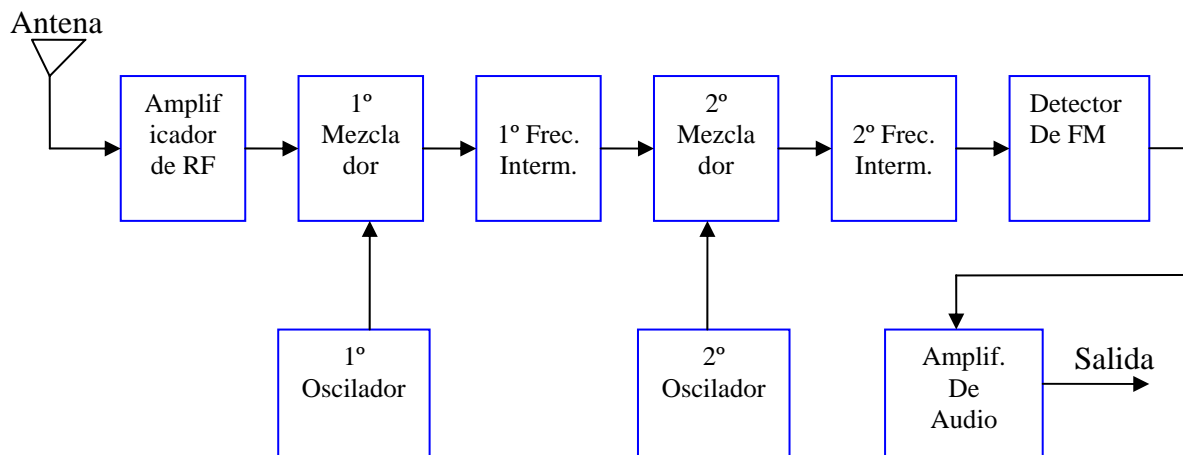 Antena
Amplif
icador
de RF
1º
Mezcla
dor
1º Frec.
Interm.
2º
Mezcla
dor
2º Frec.
Interm.
Detector
De FM
1º
Oscilador
2º
Oscilador
Amplif.
De
Audio
Salida